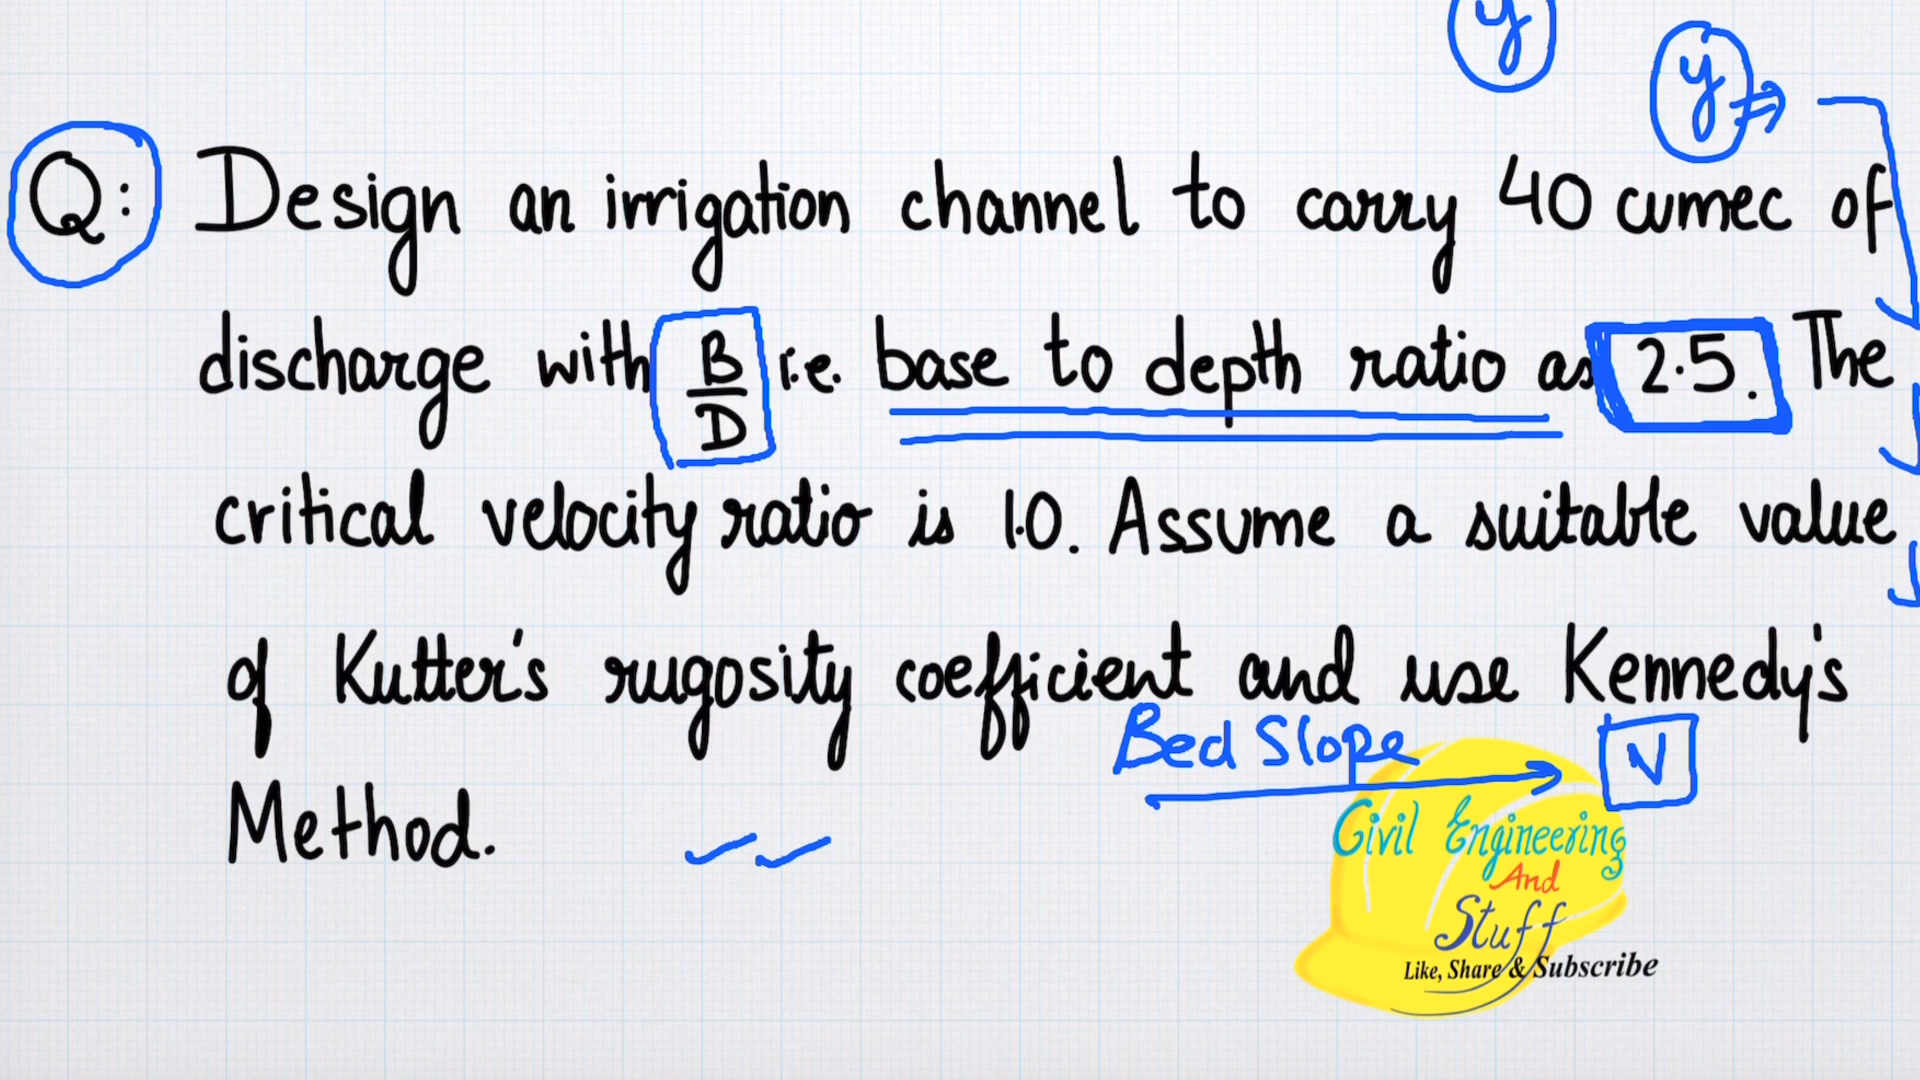 y
y ⇒
Q: Design an irrigation channel to carry 40 cumec of
discharge with B/D i.e. base to depth ratio as 2.5. The
critical velocity ratio is 1.0. Assume a suitable value
of Kutter's rugosity coefficient and use Kennedy's
Bed Slope → V
Method.
Civil Engineering
And
Stuff
Like, Share & Subscribe